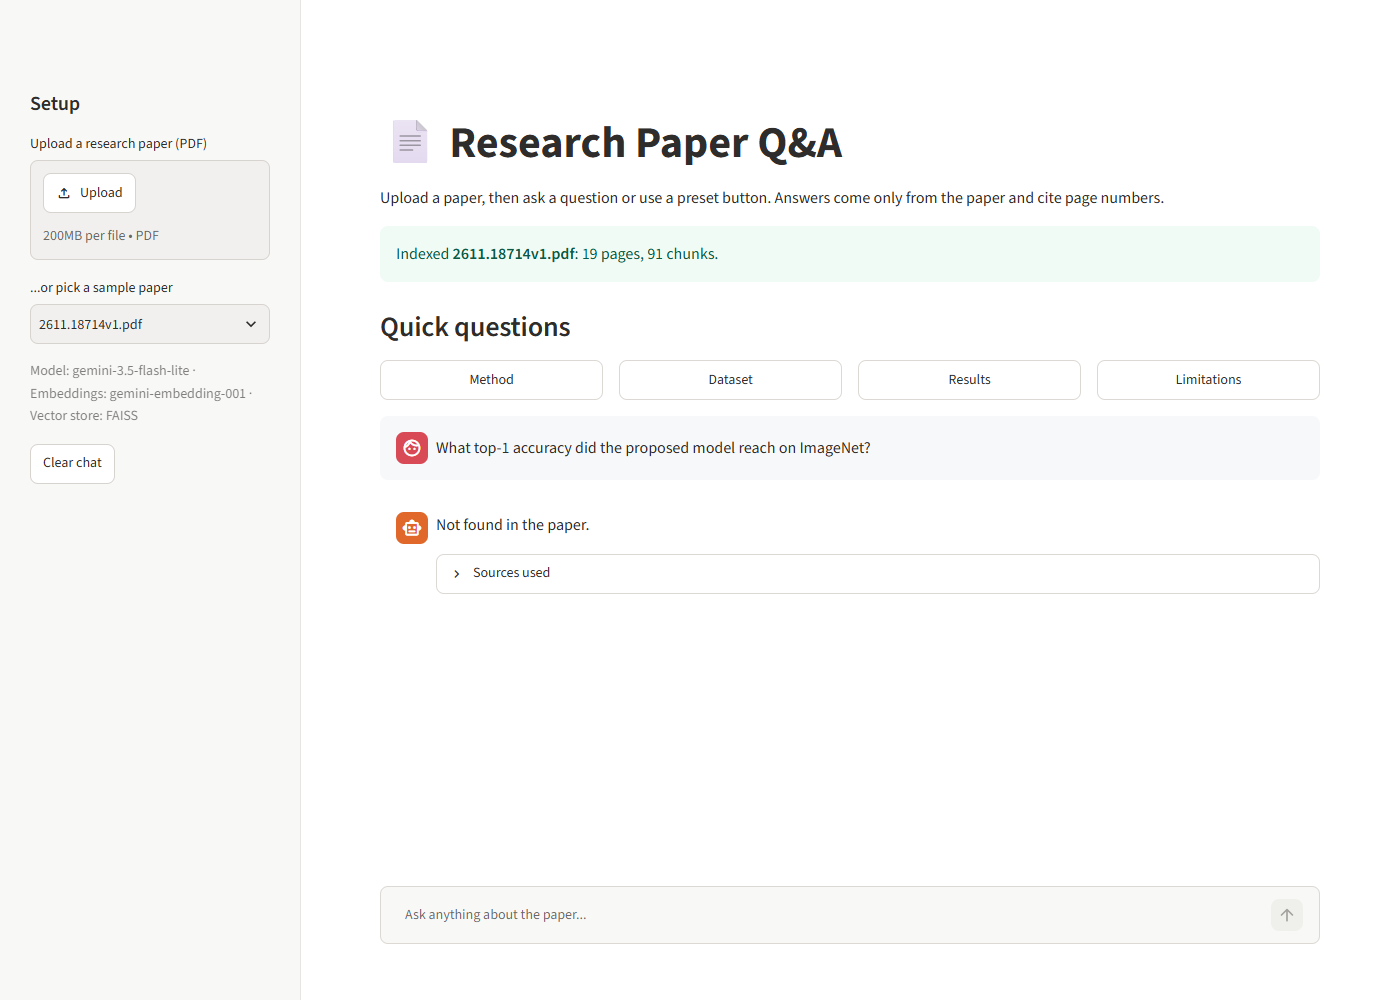 Setup
Upload a research paper (PDF)
Upload
200MB per file • PDF
...or pick a sample paper
2611.18714v1.pdf
Model: gemini-3.5-flash-lite ·
Embeddings: gemini-embedding-001 ·
Vector store: FAISS
Clear chat
Research Paper Q&A
Upload a paper, then ask a question or use a preset button. Answers come only from the paper and cite page numbers.
Indexed 2611.18714v1.pdf: 19 pages, 91 chunks.
Quick questions
Method
Dataset
Results
Limitations
What top-1 accuracy did the proposed model reach on ImageNet?
Not found in the paper.
Sources used
Ask anything about the paper...